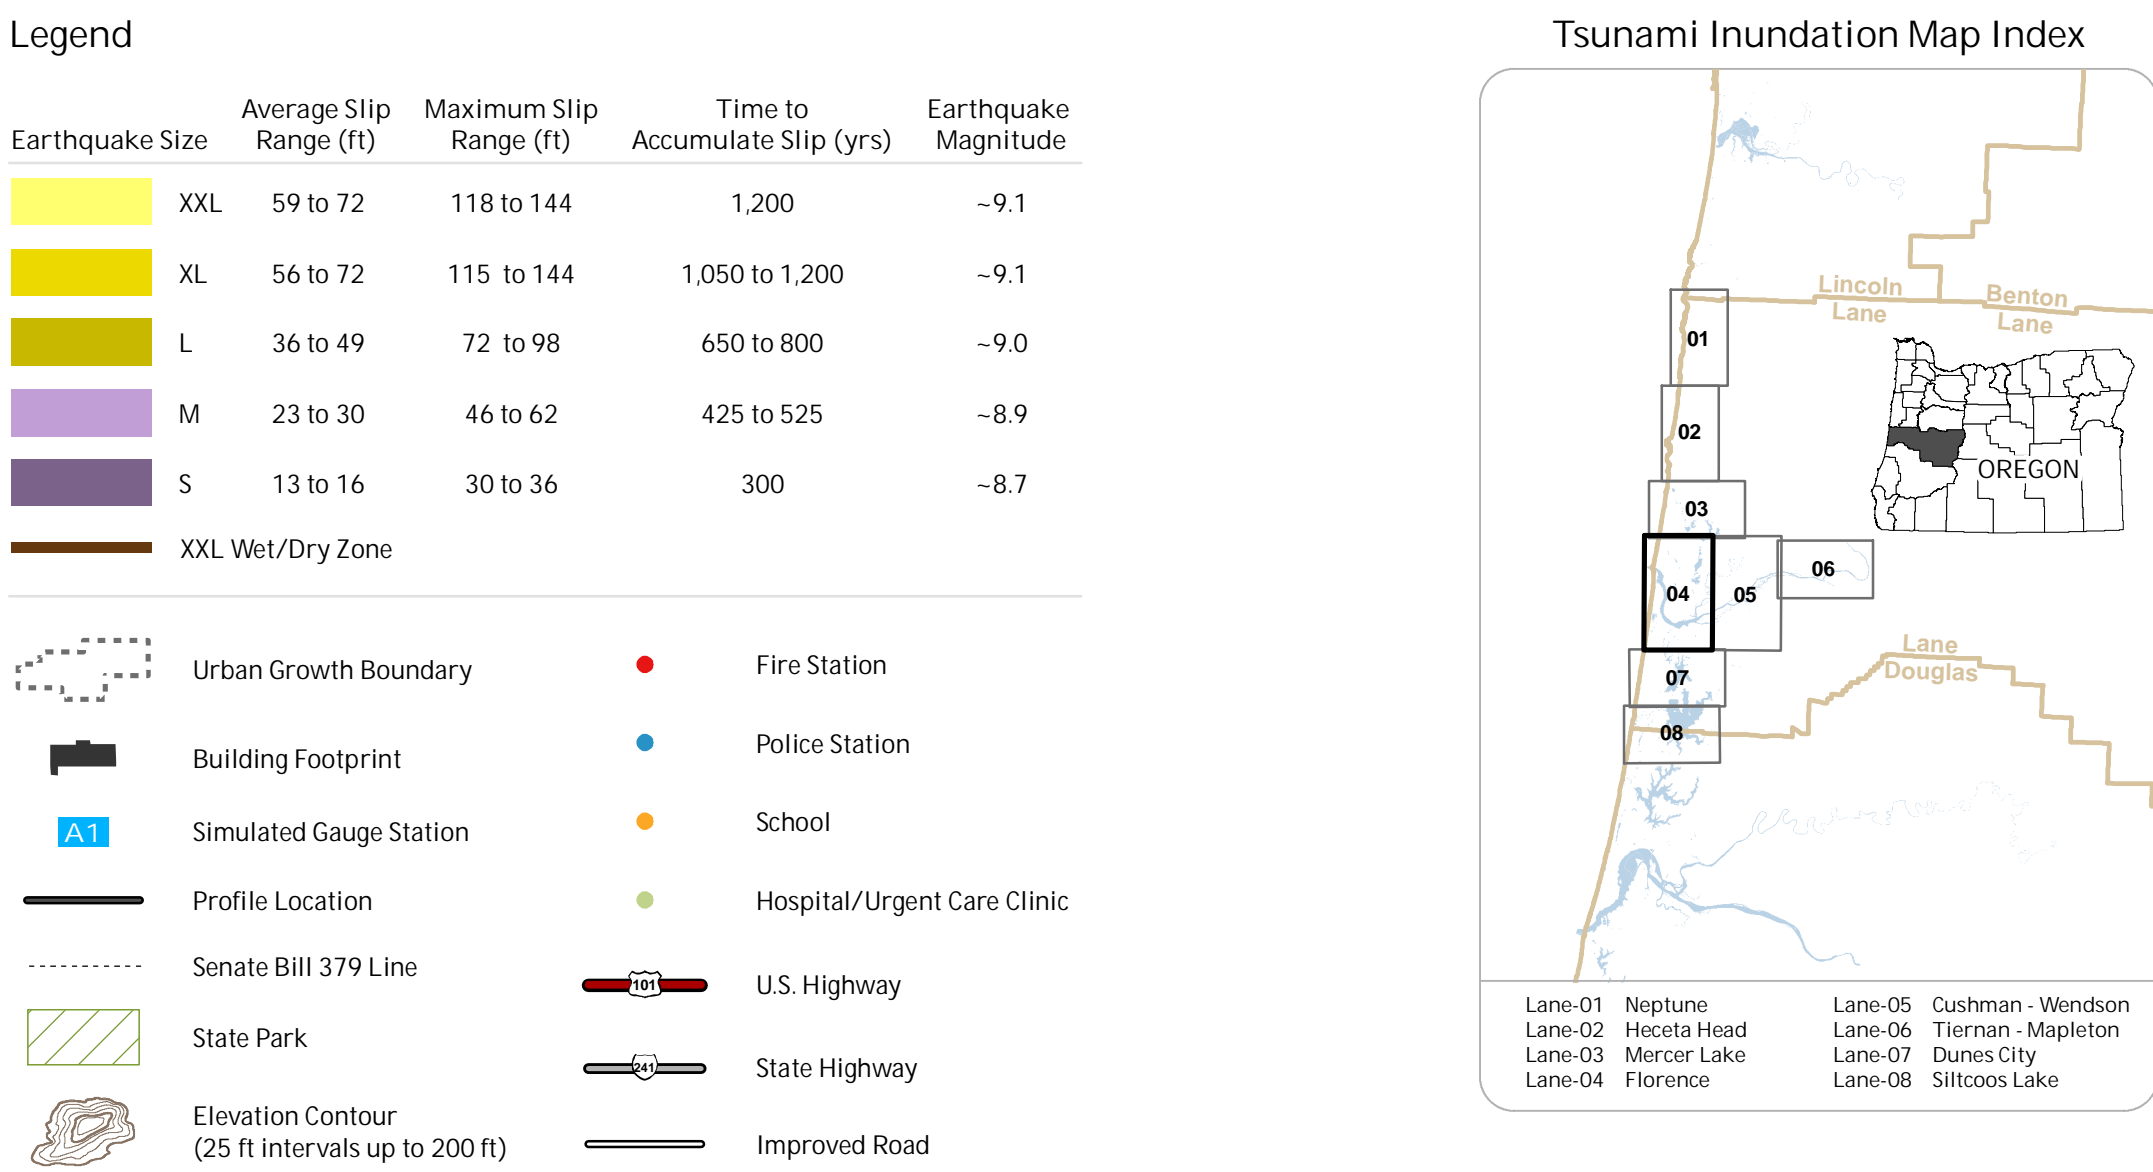 Legend
Earthquake Size
Average Slip
Range (ft)
Maximum Slip
Range (ft)
Time to
Accumulate Slip (yrs)
Earthquake
Magnitude
XXL 59 to 72 118 to 144 1,200 ~9.1
XL 56 to 72 115 to 144 1,050 to 1,200 ~9.1
L 36 to 49 72 to 98 650 to 800 ~9.0
M 23 to 30 46 to 62 425 to 525 ~8.9
S 13 to 16 30 to 36 300 ~8.7
XXL Wet/Dry Zone
Urban Growth Boundary
Building Footprint
A1 Simulated Gauge Station
Profile Location
Senate Bill 379 Line
State Park
Elevation Contour
(25 ft intervals up to 200 ft)
Fire Station
Police Station
School
Hospital/Urgent Care Clinic
101 U.S. Highway
241 State Highway
Improved Road
Tsunami Inundation Map Index
Lincoln
Lane
Benton
Lane
01
02
03
04
05
06
07
08
OREGON
Lane
Douglas
Lane-01 Neptune
Lane-02 Heceta Head
Lane-03 Mercer Lake
Lane-04 Florence
Lane-05 Cushman - Wendson
Lane-06 Tiernan - Mapleton
Lane-07 Dunes City
Lane-08 Siltcoos Lake